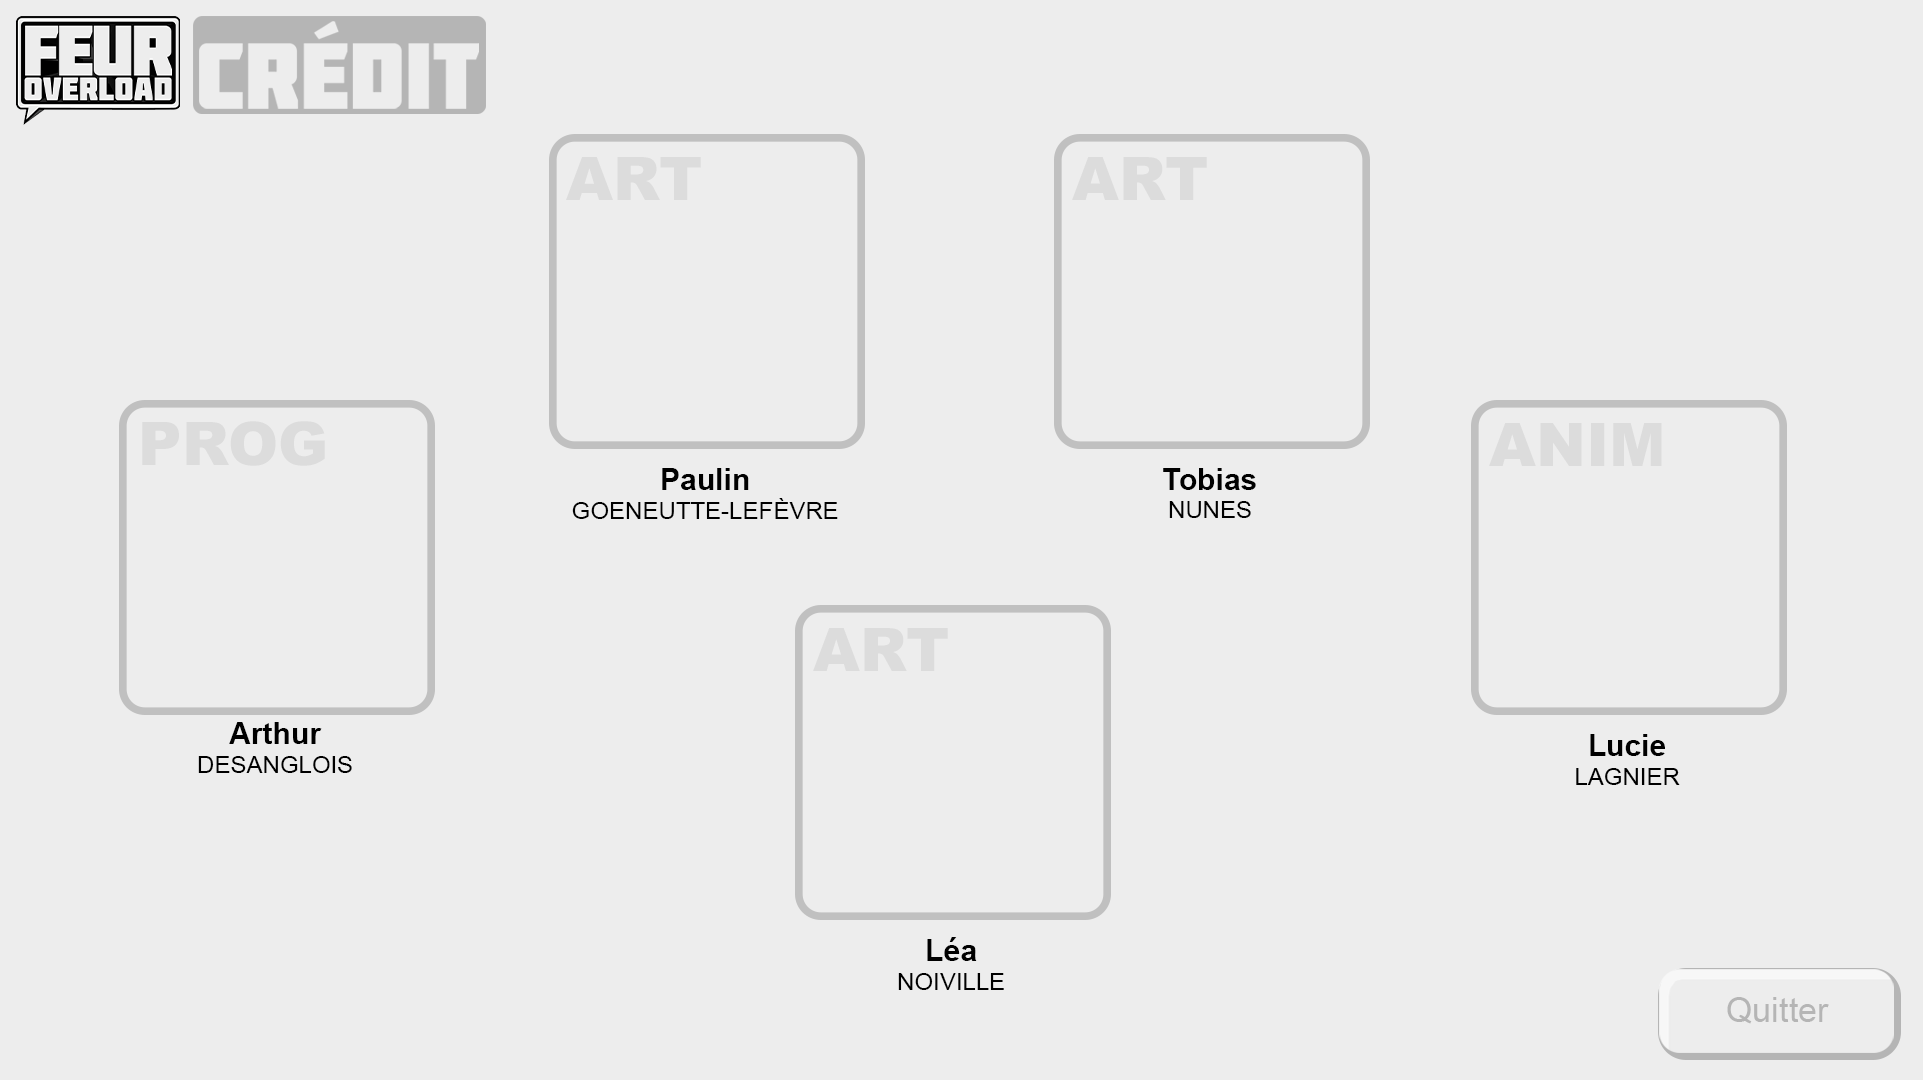 FEUR
OVERLOAD
CRÉDIT
ART
Paulin
GOENEUTTE-LEFÈVRE
ART
Tobias
NUNES
PROG
Arthur
DESANGLOIS
ANIM
Lucie
LAGNIER
ART
Léa
NOIVILLE
Quitter